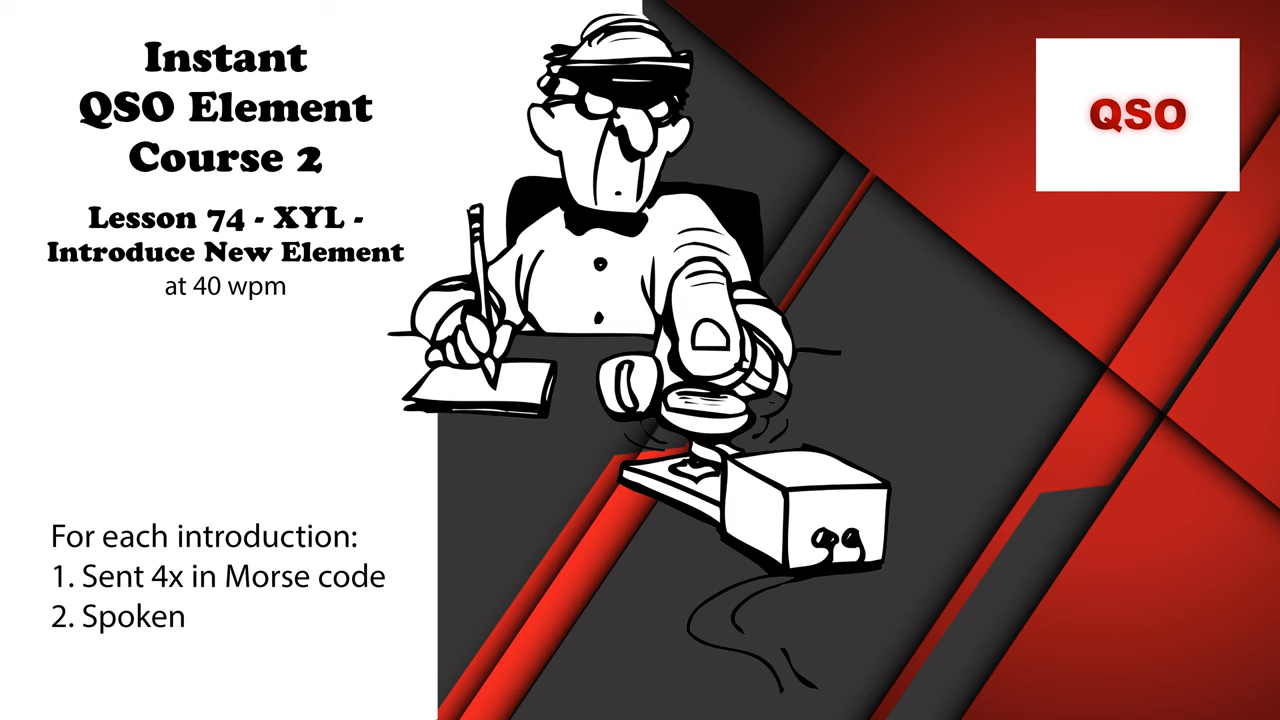 Instant
QSO Element
Course 2
Lesson 74 - XYL -
Introduce New Element
at 40 wpm
QSO
For each introduction:
1. Sent 4x in Morse code
2. Spoken